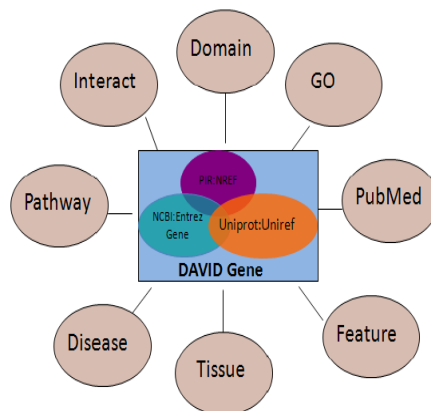 Domain
Interact
GO
PIR:NREF
Pathway
NCBI:Entrez
Gene
Uniprot:Uniref
PubMed
DAVID Gene
Disease
Feature
Tissue